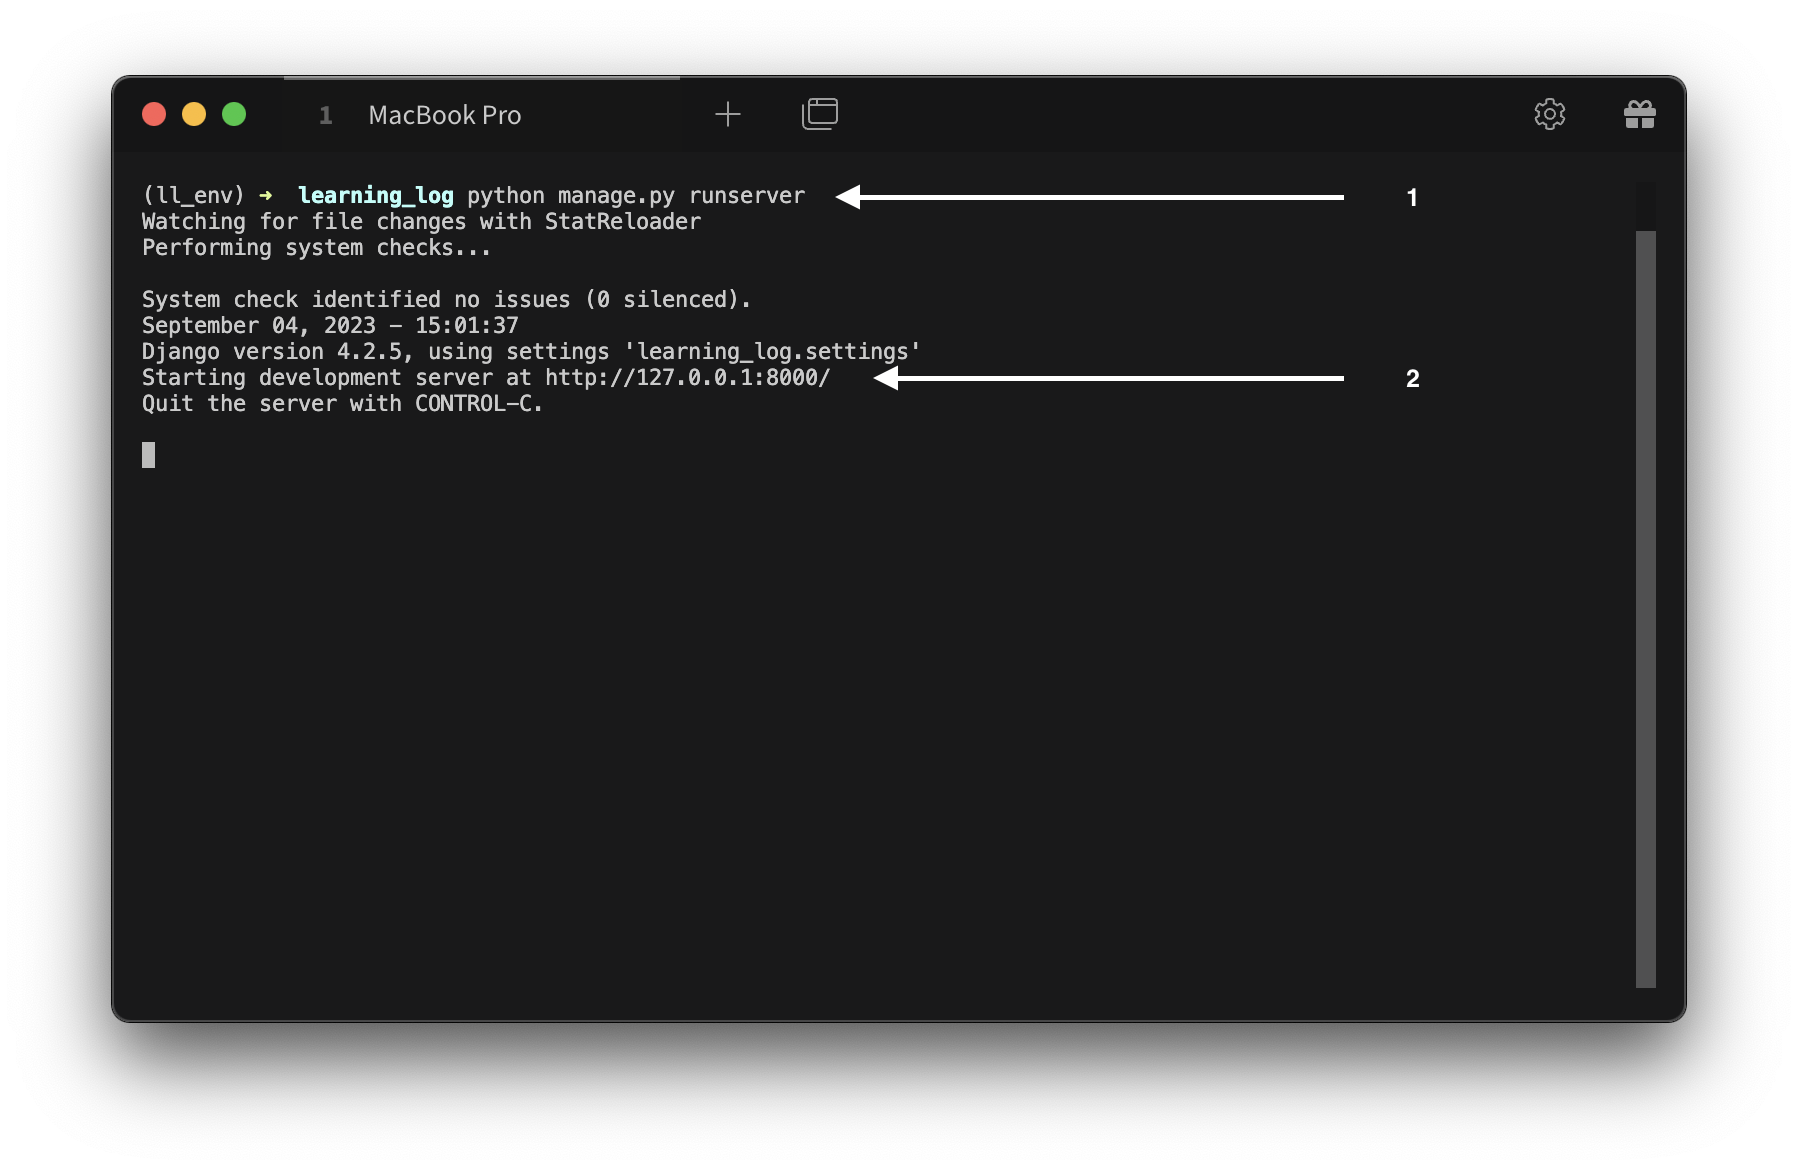 1 MacBook Pro
(ll_env) ➜ learning_log python manage.py runserver 1
Watching for file changes with StatReloader
Performing system checks...
System check identified no issues (0 silenced).
September 04, 2023 - 15:01:37
Django version 4.2.5, using settings 'learning_log.settings'
Starting development server at http://127.0.0.1:8000/ 2
Quit the server with CONTROL-C.